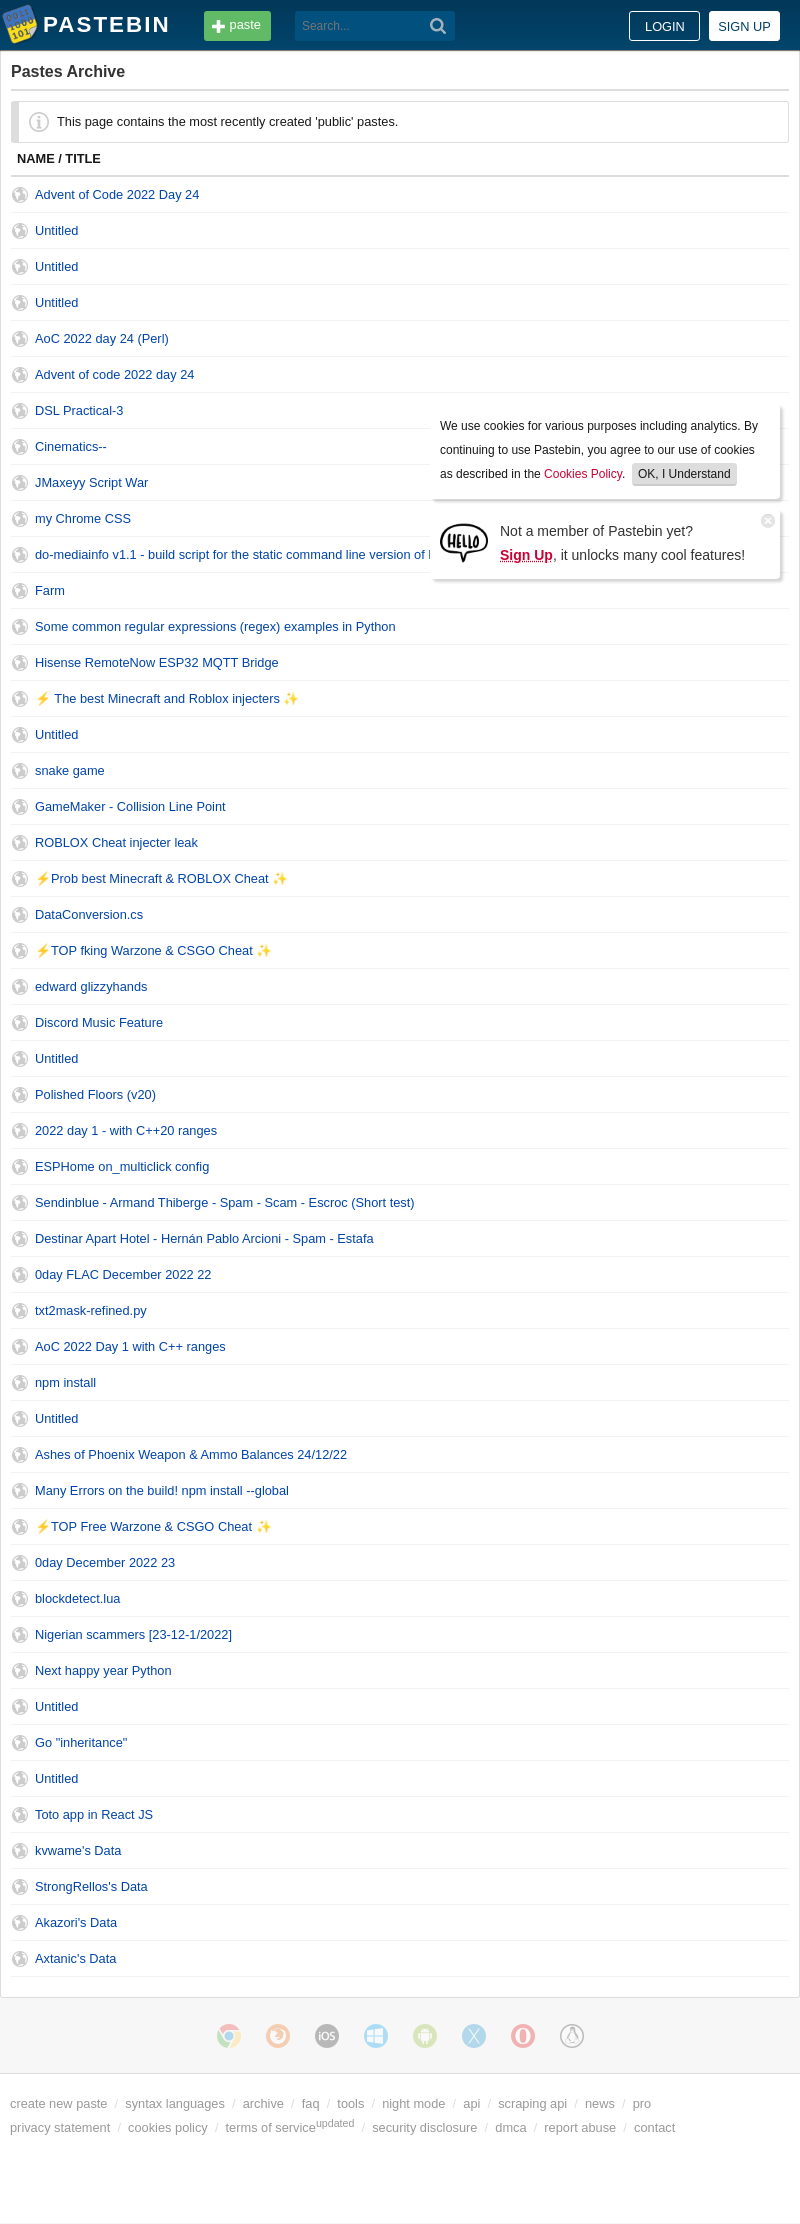 PASTEBIN
paste
Search...
LOGIN
SIGN UP
Pastes Archive
This page contains the most recently created 'public' pastes.
NAME / TITLE
Advent of Code 2022 Day 24
Untitled
Untitled
Untitled
AoC 2022 day 24 (Perl)
Advent of code 2022 day 24
DSL Practical-3
Cinematics--
JMaxeyy Script War
my Chrome CSS
do-mediainfo v1.1 - build script for the static command line version of
Farm
Some common regular expressions (regex) examples in Python
Hisense RemoteNow ESP32 MQTT Bridge
⚡ The best Minecraft and Roblox injecters ✨
Untitled
snake game
GameMaker - Collision Line Point
ROBLOX Cheat injecter leak
⚡Prob best Minecraft & ROBLOX Cheat ✨
DataConversion.cs
⚡TOP fking Warzone & CSGO Cheat ✨
edward glizzyhands
Discord Music Feature
Untitled
Polished Floors (v20)
2022 day 1 - with C++20 ranges
ESPHome on_multiclick config
Sendinblue - Armand Thiberge - Spam - Scam - Escroc (Short test)
Destinar Apart Hotel - Hernán Pablo Arcioni - Spam - Estafa
0day FLAC December 2022 22
txt2mask-refined.py
AoC 2022 Day 1 with C++ ranges
npm install
Untitled
Ashes of Phoenix Weapon & Ammo Balances 24/12/22
Many Errors on the build! npm install --global
⚡TOP Free Warzone & CSGO Cheat ✨
0day December 2022 23
blockdetect.lua
Nigerian scammers [23-12-1/2022]
Next happy year Python
Untitled
Go "inheritance"
Untitled
Toto app in React JS
kvwame's Data
StrongRellos's Data
Akazori's Data
Axtanic's Data
We use cookies for various purposes including analytics. By
continuing to use Pastebin, you agree to our use of cookies
as described in the Cookies Policy. OK, I Understand
HELLO
Not a member of Pastebin yet?
Sign Up, it unlocks many cool features!
iOS
create new paste / syntax languages / archive / faq / tools / night mode / api / scraping api / news / pro
privacy statement / cookies policy / terms of service updated / security disclosure / dmca / report abuse / contact